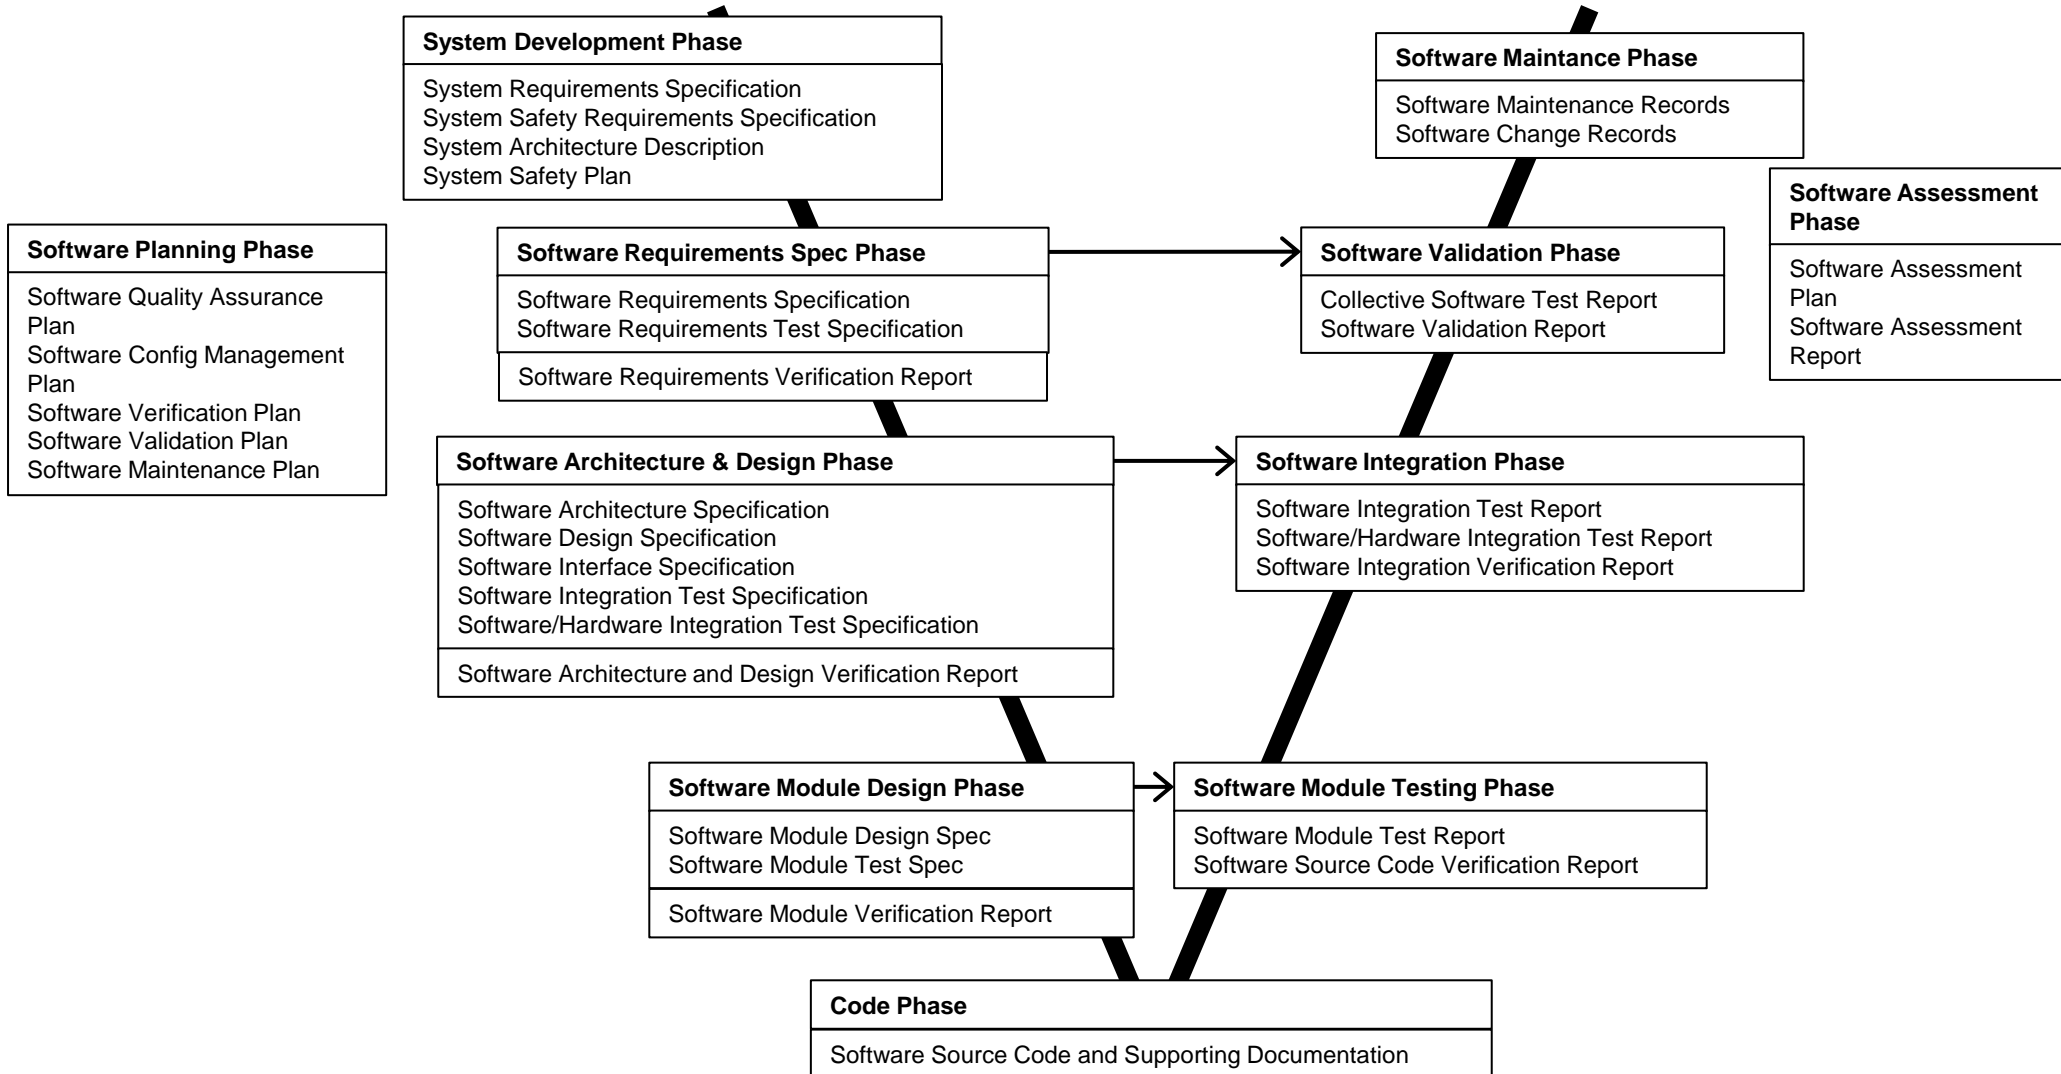 System Development Phase
System Requirements Specification
System Safety Requirements Specification
System Architecture Description
System Safety Plan
Software Maintance Phase
Software Maintenance Records
Software Change Records
Software Assessment
Phase
Software Assessment
Plan
Software Assessment
Report
Software Planning Phase
Software Quality Assurance
Plan
Software Config Management
Plan
Software Verification Plan
Software Validation Plan
Software Maintenance Plan
Software Requirements Spec Phase
Software Requirements Specification
Software Requirements Test Specification
Software Requirements Verification Report
Software Validation Phase
Collective Software Test Report
Software Validation Report
Software Architecture & Design Phase
Software Architecture Specification
Software Design Specification
Software Interface Specification
Software Integration Test Specification
Software/Hardware Integration Test Specification
Software Architecture and Design Verification Report
Software Integration Phase
Software Integration Test Report
Software/Hardware Integration Test Report
Software Integration Verification Report
Software Module Design Phase
Software Module Design Spec
Software Module Test Spec
Software Module Verification Report
Software Module Testing Phase
Software Module Test Report
Software Source Code Verification Report
Code Phase
Software Source Code and Supporting Documentation